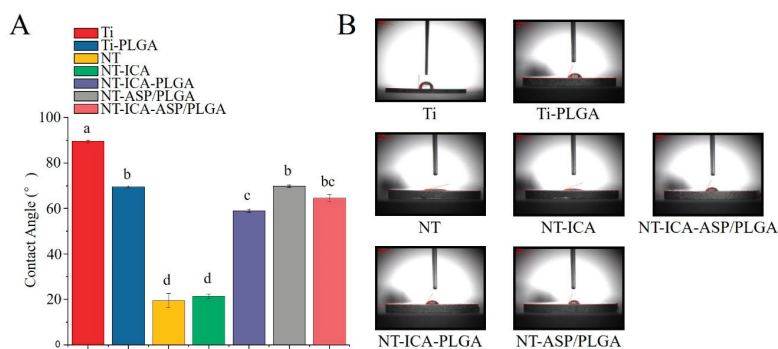 A
Ti
Ti-PLGA
NT
NT-ICA
NT-ICA-PLGA
NT-ASP/PLGA
NT-ICA-ASP/PLGA
Contact Angle (°)
100
80
60
40
20
0
a
b
d
d
c
b
bc
B
Ti
Ti-PLGA
NT
NT-ICA
NT-ICA-ASP/PLGA
NT-ICA-PLGA
NT-ASP/PLGA